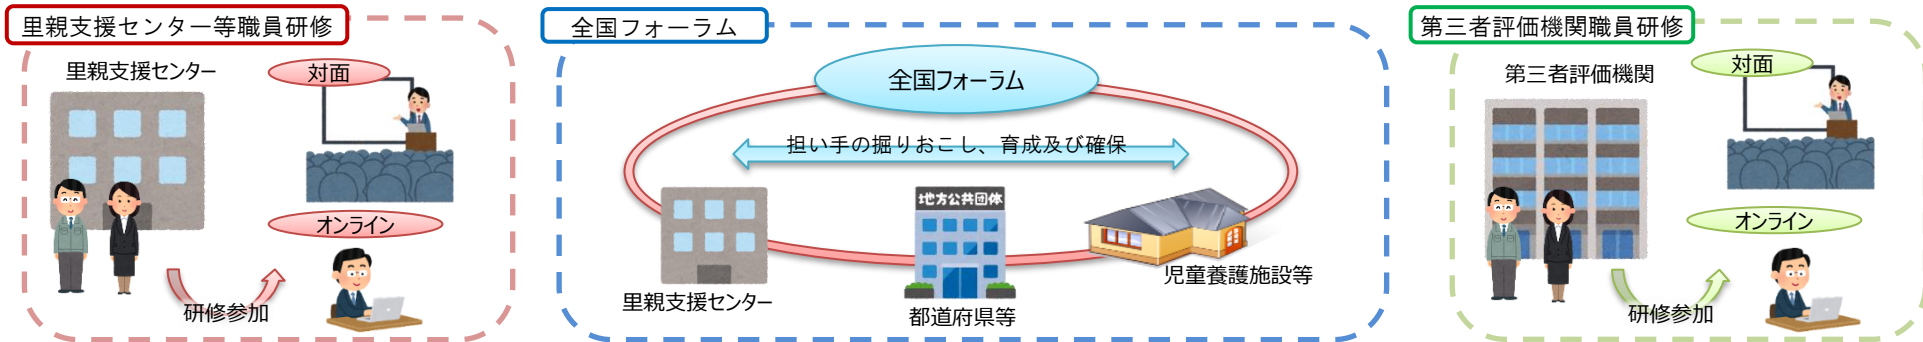 里親支援センター等職員研修
里親支援センター
対面
オンライン
研修参加
全国フォーラム
全国フォーラム
担い手の掘りおこし、育成及び確保
地方公共団体
里親支援センター
都道府県等
児童養護施設等
第三者評価機関職員研修
第三者評価機関
対面
オンライン
研修参加